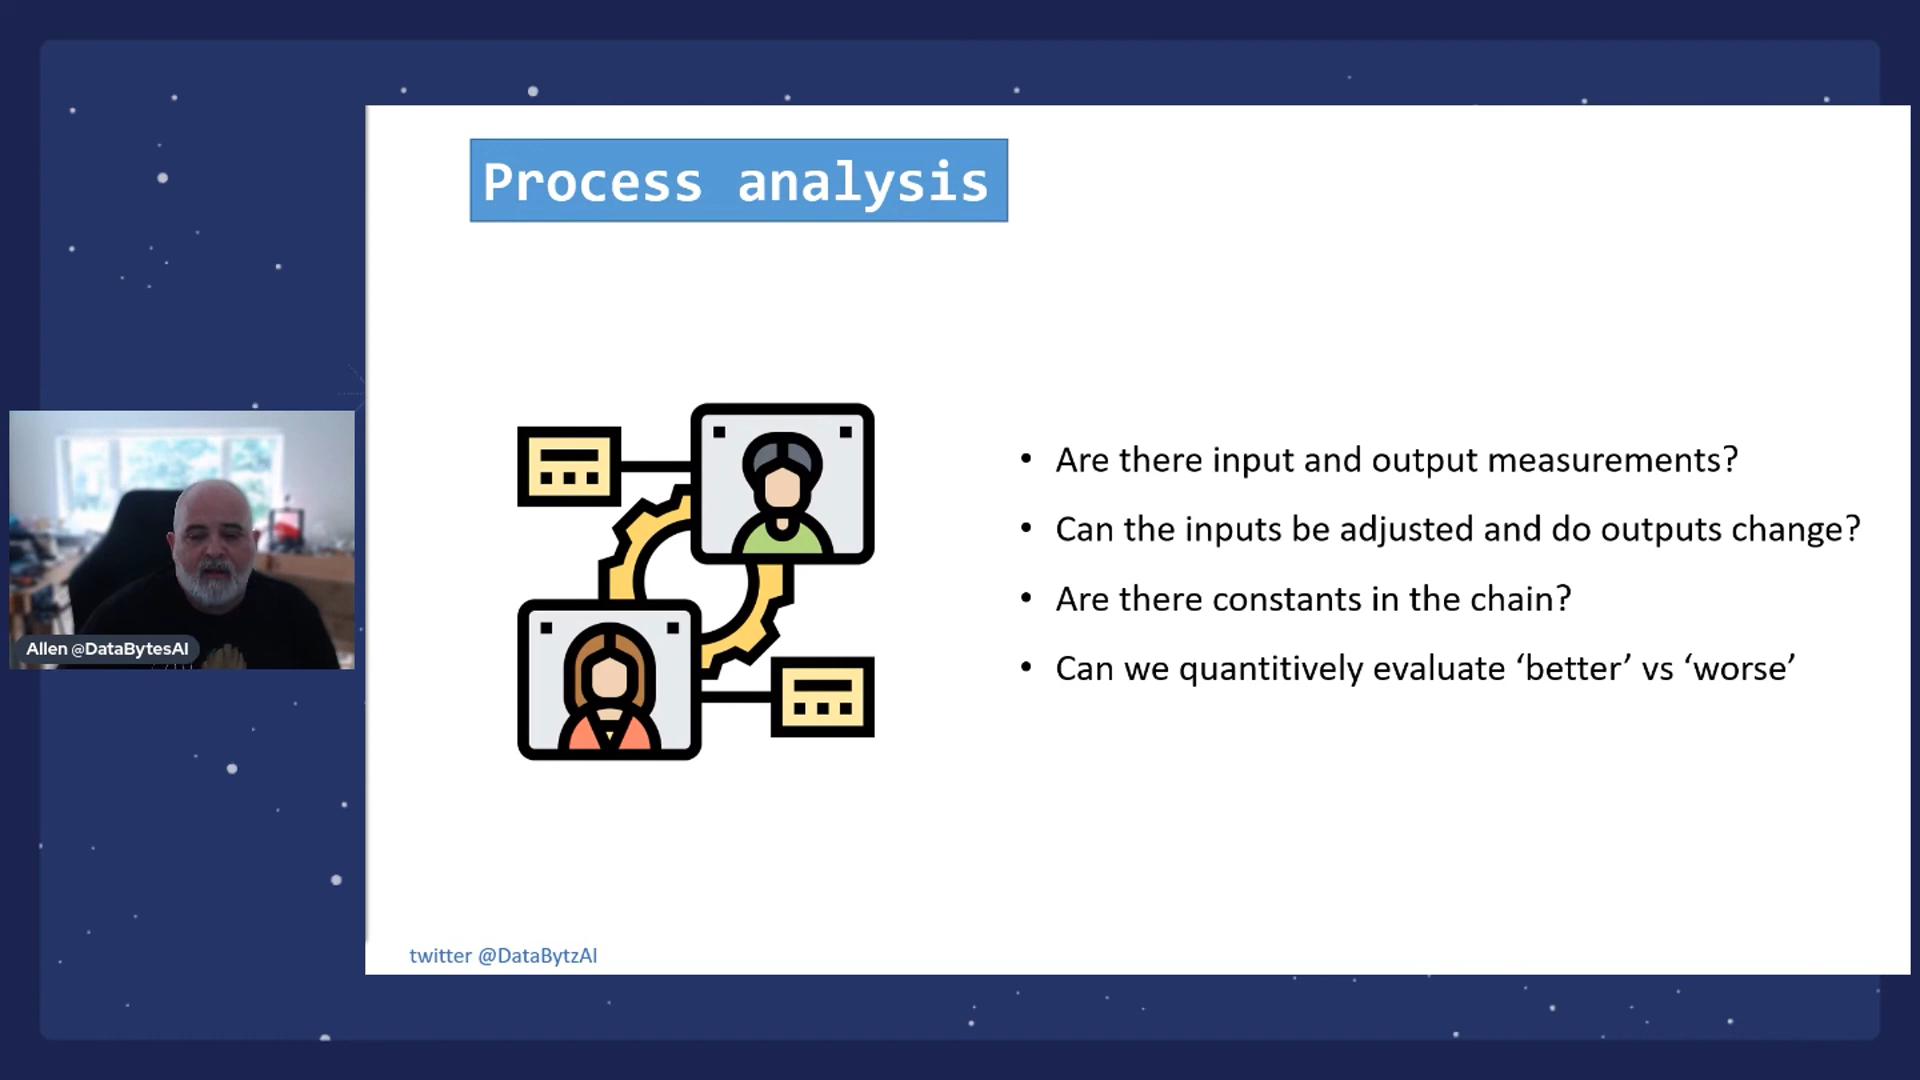 Process analysis
• Are there input and output measurements?
• Can the inputs be adjusted and do outputs change?
• Are there constants in the chain?
• Can we quantitively evaluate ‘better’ vs ‘worse’
Allen @DataBytesAI
twitter @DataBytzAI